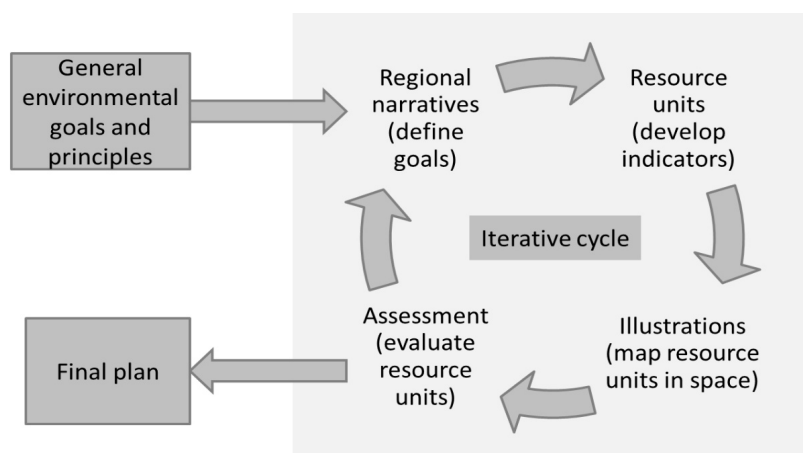 General
environmental
goals and
principles
Regional
narratives
(define
goals)
Resource
units
(develop
indicators)
Iterative cycle
Illustrations
(map resource
units in space)
Assessment
(evaluate
resource
units)
Final plan